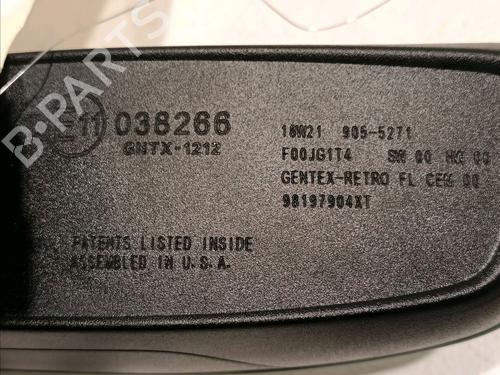 E11 038266
GNTX-1212
PATENTS LISTED INSIDE
ASSEMBLED IN U.S.A.
18W21 905-5271
F00JG1T4 SW 00 HW 00
GENTEX-RETRO FL CEM 00
98197904XT
B-PARTS